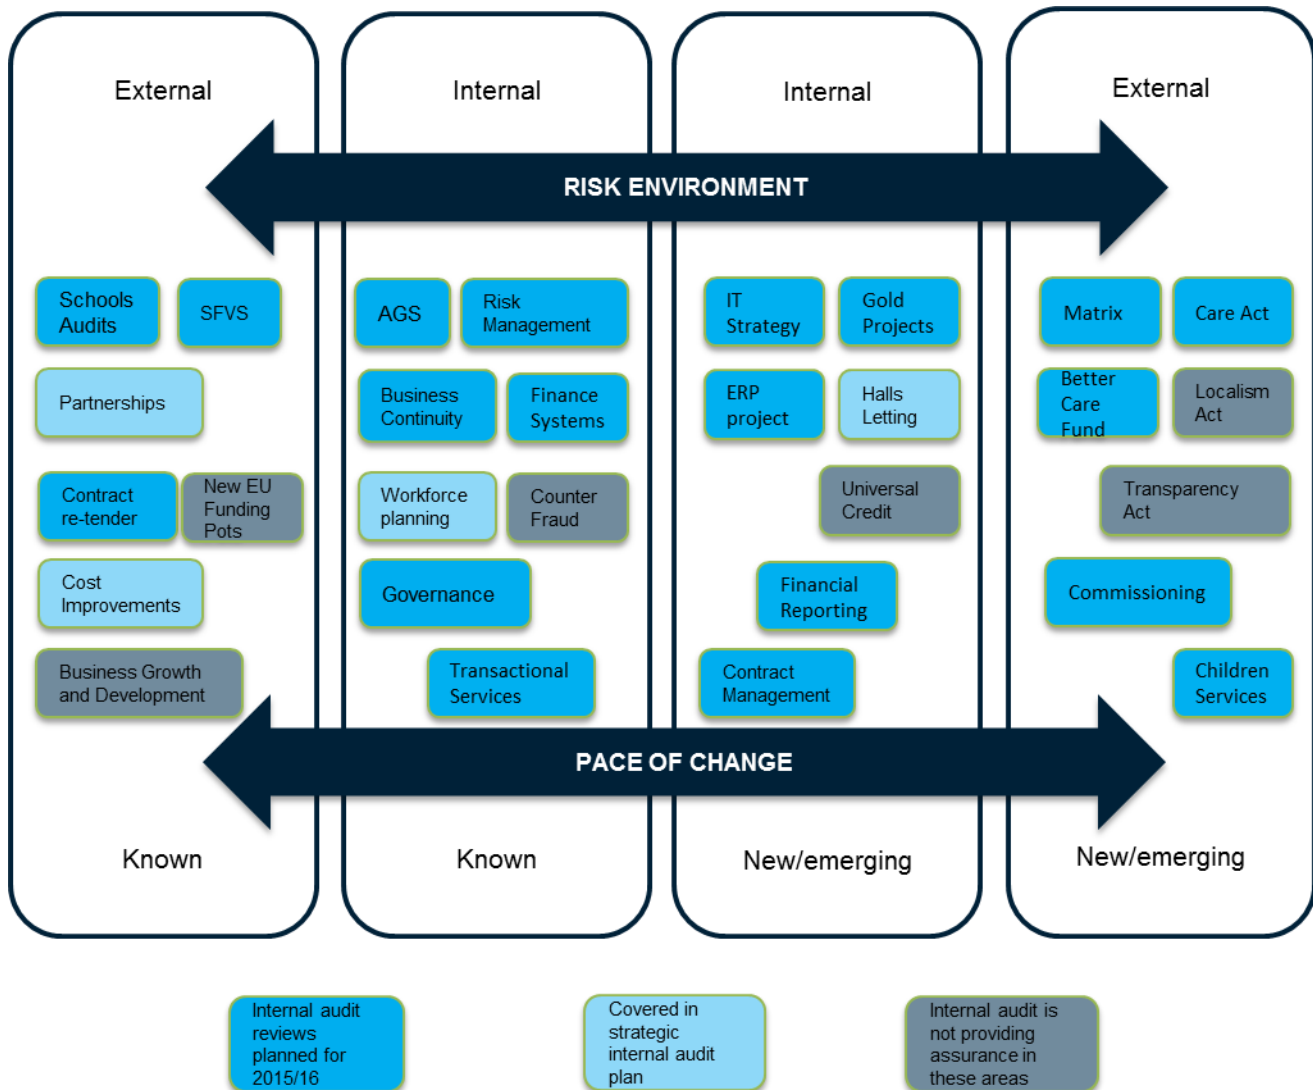 External
Internal
Internal
External
RISK ENVIRONMENT
Schools
Audits
SFVS
AGS
Risk
Management
IT
Strategy
Gold
Projects
Matrix
Care Act
Partnerships
Business
Continuity
Finance
Systems
ERP
project
Halls
Letting
Better
Care
Fund
Localism
Act
Contract
re-tender
New EU
Funding
Pots
Workforce
planning
Counter
Fraud
Universal
Credit
Transparency
Act
Cost
Improvements
Governance
Financial
Reporting
Commissioning
Business Growth
and Development
Transactional
Services
Contract
Management
Children
Services
PACE OF CHANGE
Known
Known
New/emerging
New/emerging
Internal audit
reviews
planned for
2015/16
Covered in
strategic
internal audit
plan
Internal audit is
not providing
assurance in
these areas